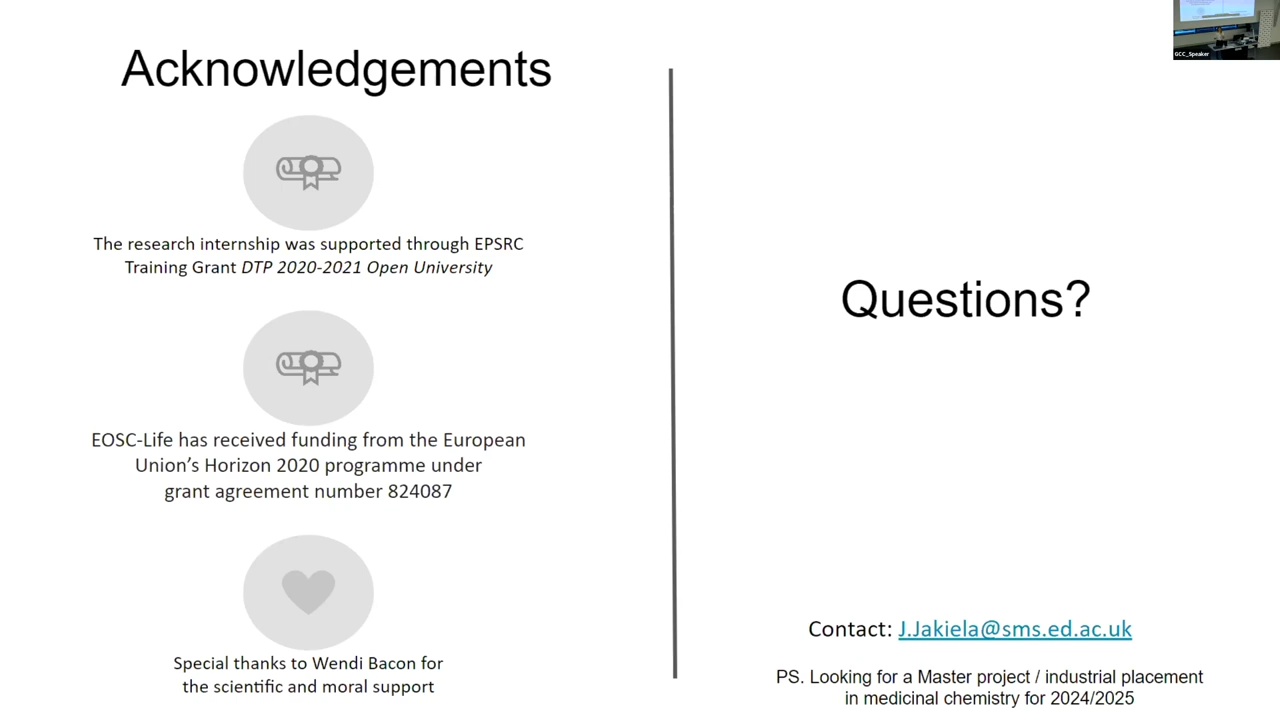 Acknowledgements
The research internship was supported through EPSRC
Training Grant DTP 2020-2021 Open University
EOSC-Life has received funding from the European
Union's Horizon 2020 programme under
grant agreement number 824087
Special thanks to Wendi Bacon for
the scientific and moral support
Questions?
Contact: J.Jakiela@sms.ed.ac.uk
PS. Looking for a Master project / industrial placement
in medicinal chemistry for 2024/2025
GCC_Speaker